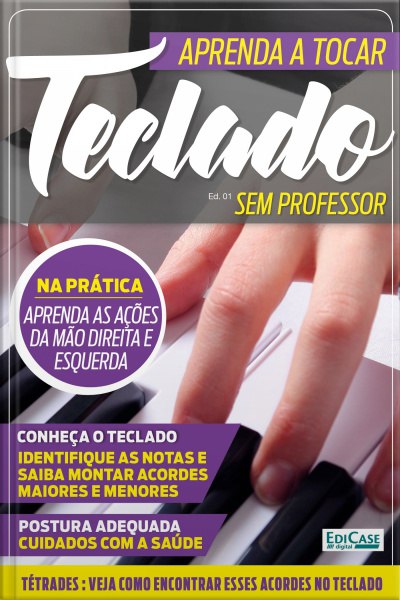 APRENDA A TOCAR
Teclado
Ed. 01
SEM PROFESSOR
NA PRÁTICA
APRENDA AS AÇÕES
DA MÃO DIREITA E
ESQUERDA
CONHEÇA O TECLADO
IDENTIFIQUE AS NOTAS E
SAIBA MONTAR ACORDES
MAIORES E MENORES
POSTURA ADEQUADA
CUIDADOS COM A SAÚDE
EDICASE
digital
TÉTRADES : VEJA COMO ENCONTRAR ESSES ACORDES NO TECLADO